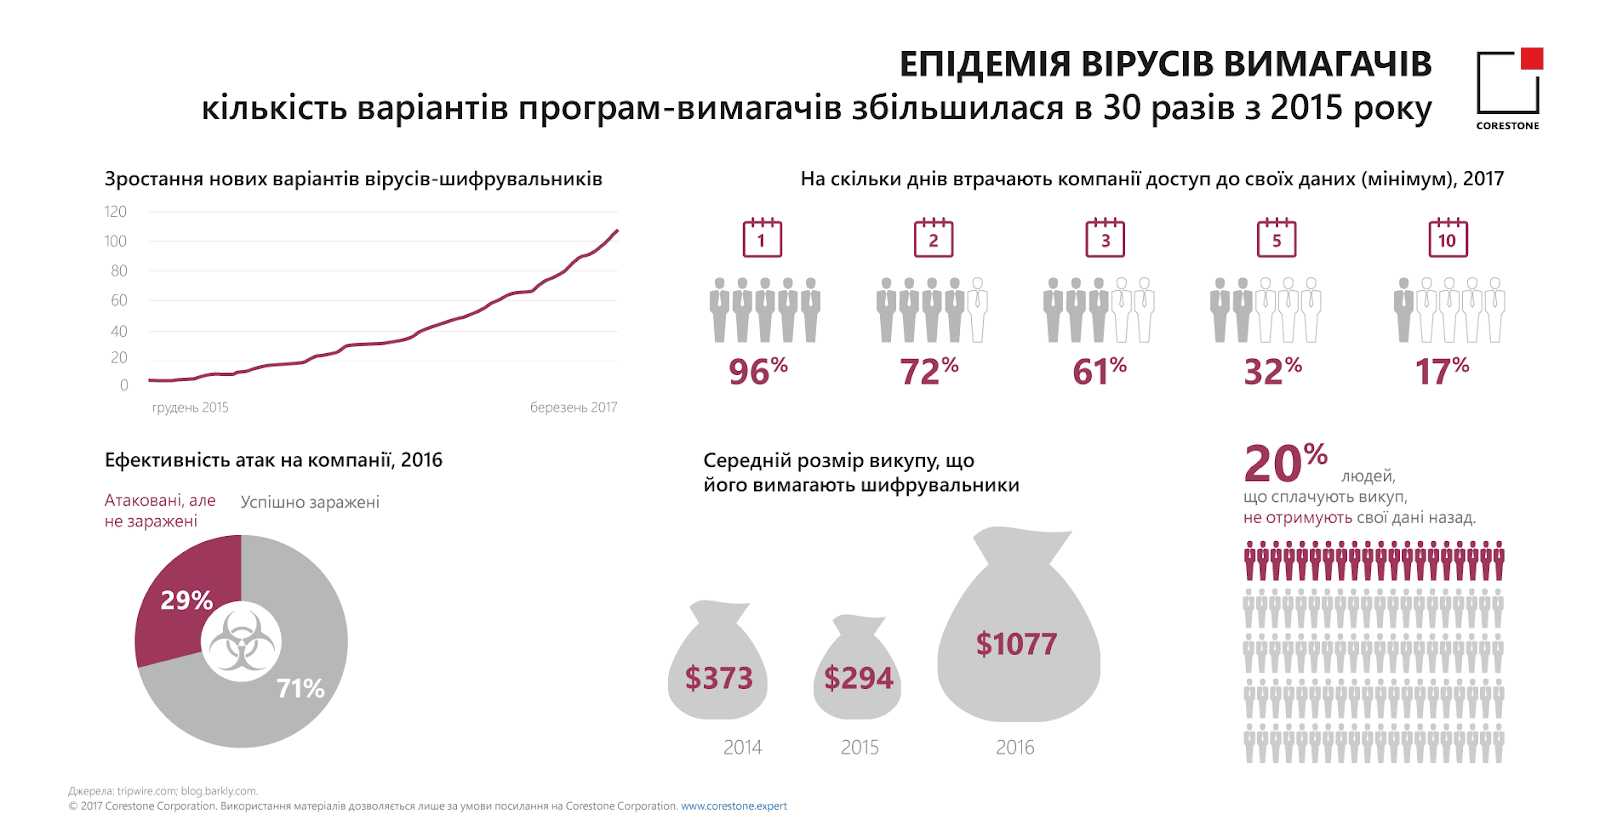 ЕПІДЕМІЯ ВІРУСІВ ВИМАГАЧІВ
кількість варіантів програм-вимагачів збільшилася в 30 разів з 2015 року
CORESTONE
Зростання нових варіантів вірусів-шифрувальників
120
100
80
60
40
20
0
грудень 2015
березень 2017
На скільки днів втрачають компанії доступ до своїх даних (мінімум), 2017
1 2 3 5 10
96% 72% 61% 32% 17%
Ефективність атак на компанії, 2016
Атаковані, але
не заражені
Успішно заражені
29%
71%
Середній розмір викупу, що
його вимагають шифрувальники
$373 $294 $1077
2014 2015 2016
20% людей,
що сплачують викуп,
не отримують свої дані назад.
Джерела: tripwire.com; blog.barkly.com.
© 2017 Corestone Corporation. Використання матеріалів дозволяється лише за умови посилання на Corestone Corporation. www.corestone.expert